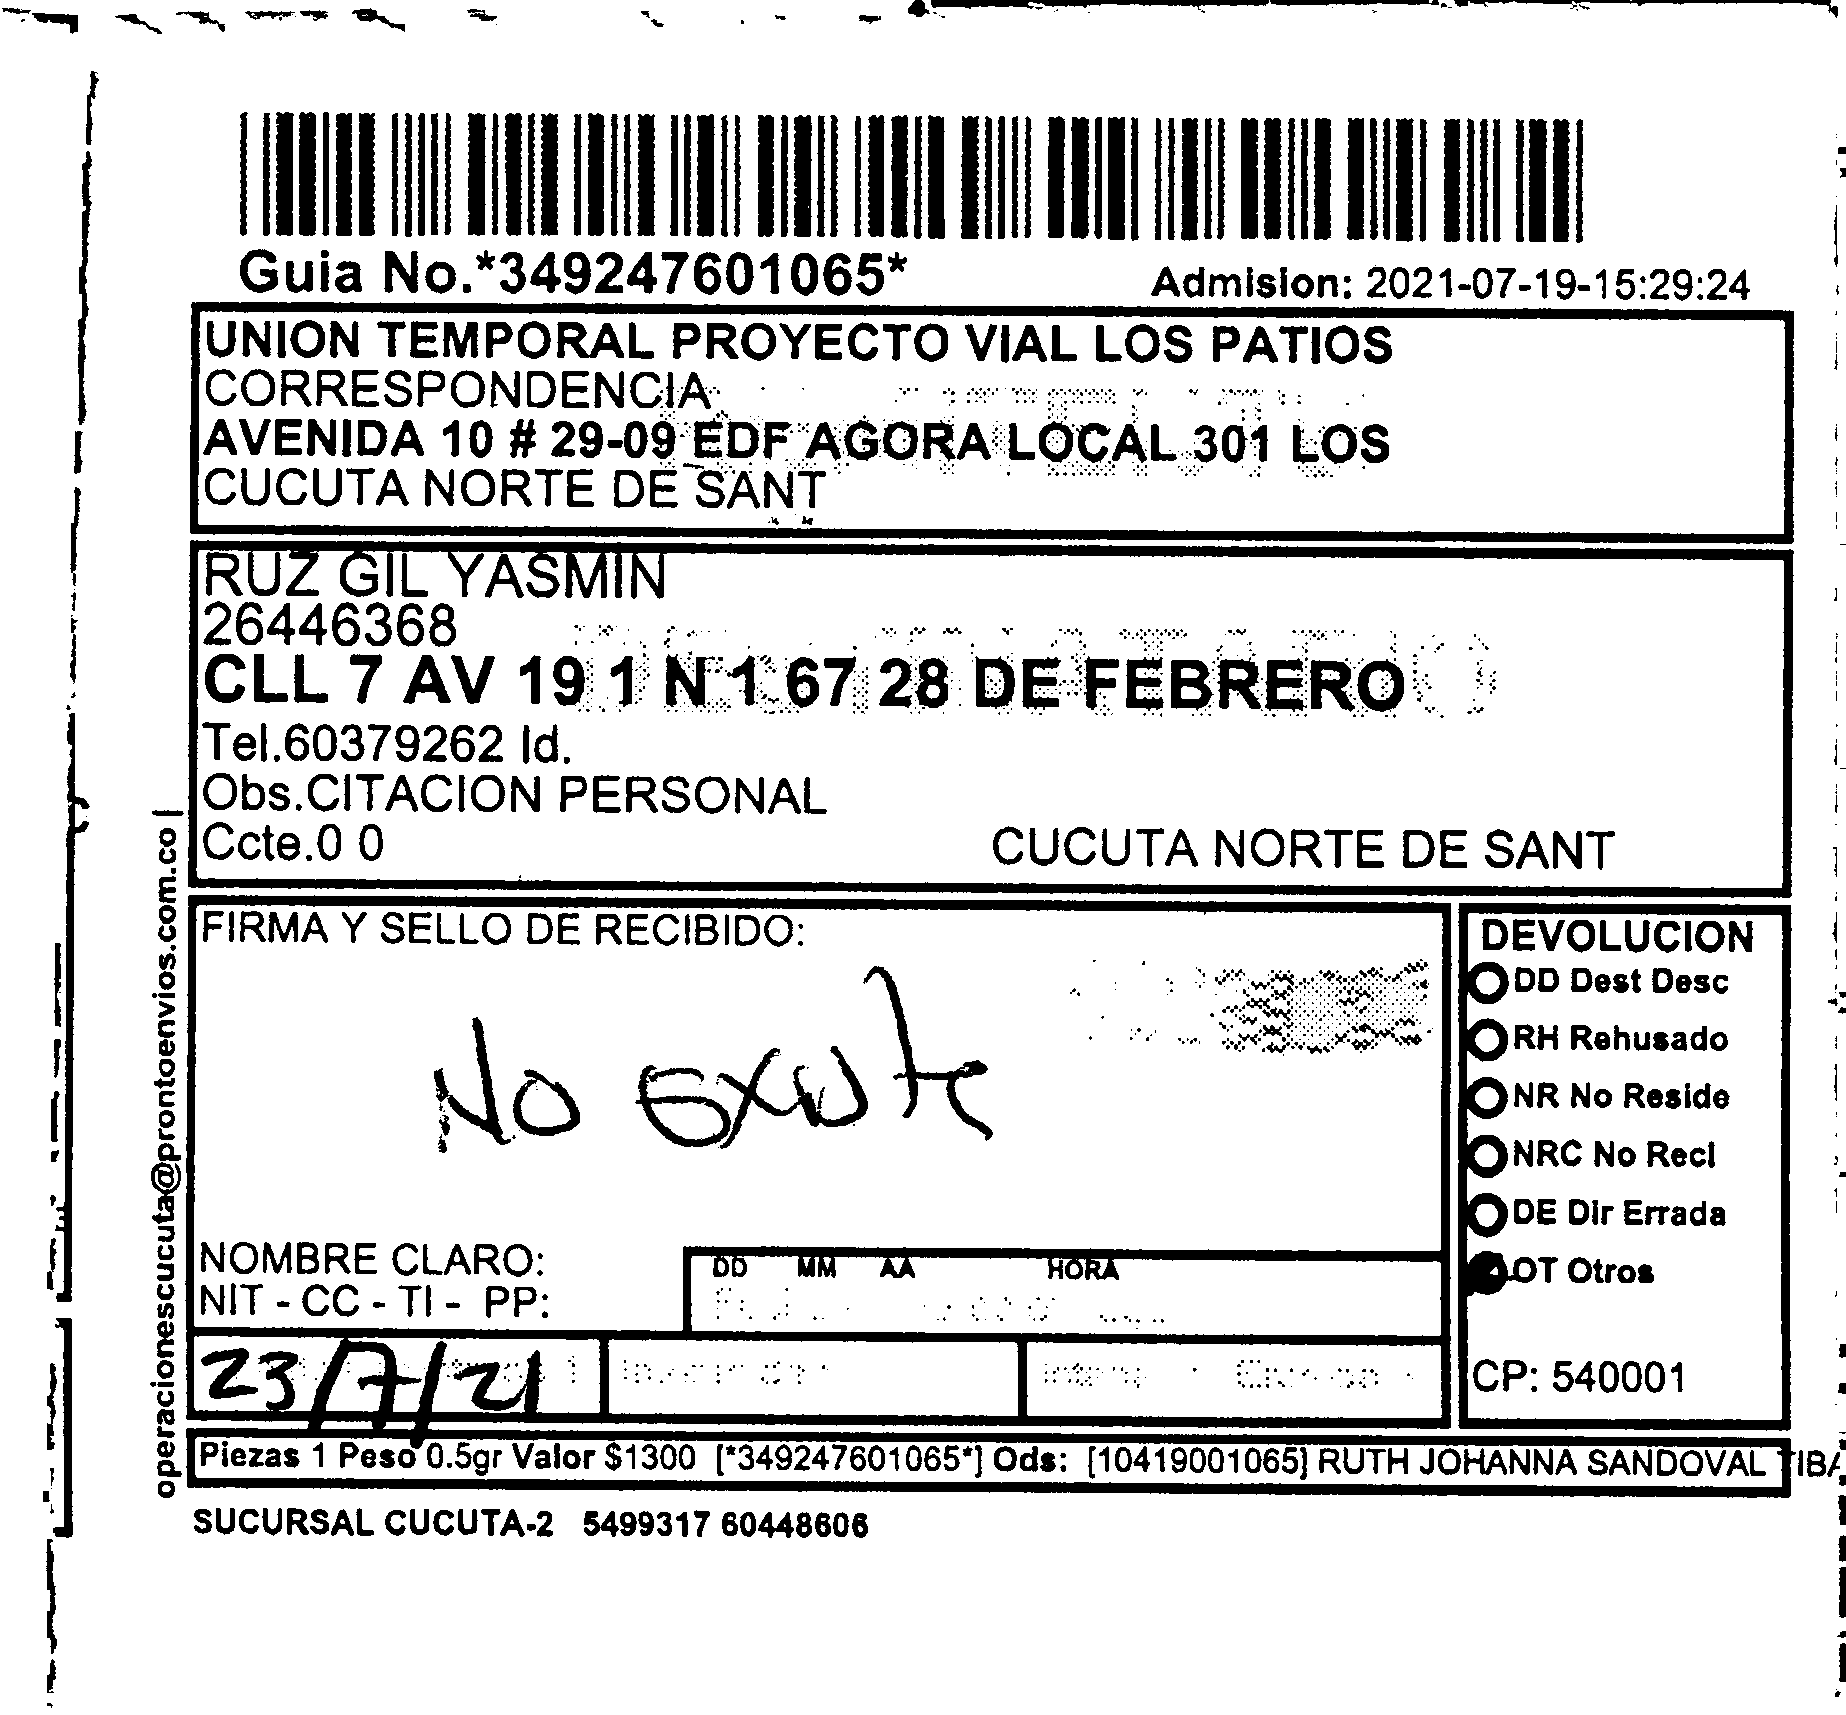 Guia No.*349247601065*
Admision: 2021-07-19-15:29:24
UNION TEMPORAL PROYECTO VIAL LOS PATIOS
CORRESPONDENCIA
AVENIDA 10 # 29-09 EDF AGORA LOCAL 301 LOS
CUCUTA NORTE DE SANT
RUZ GIL YASMIN
26446368
DESTINATARIO
CLL 7 AV 19 1 N 1 67 28 DE FEBRERO
Tel.60379262 Id.
Obs.CITACION PERSONAL
Ccte.0 0
CUCUTA NORTE DE SANT
operacionescucuta@prontoenvios.com.co |
FIRMA Y SELLO DE RECIBIDO:
No existe
NOMBRE CLARO:
NIT - CC - TI - PP:
DD MM AA HORA
23/7/21
DEVOLUCION
DD Dest Desc
RH Rehusado
NR No Reside
NRC No Recl
DE Dir Errada
OT Otros
CP: 540001
Piezas 1 Peso 0.5gr Valor $1300 [*349247601065*] Ods: [10419001065] RUTH JOHANNA SANDOVAL TIBA
SUCURSAL CUCUTA-2 5499317 60448606